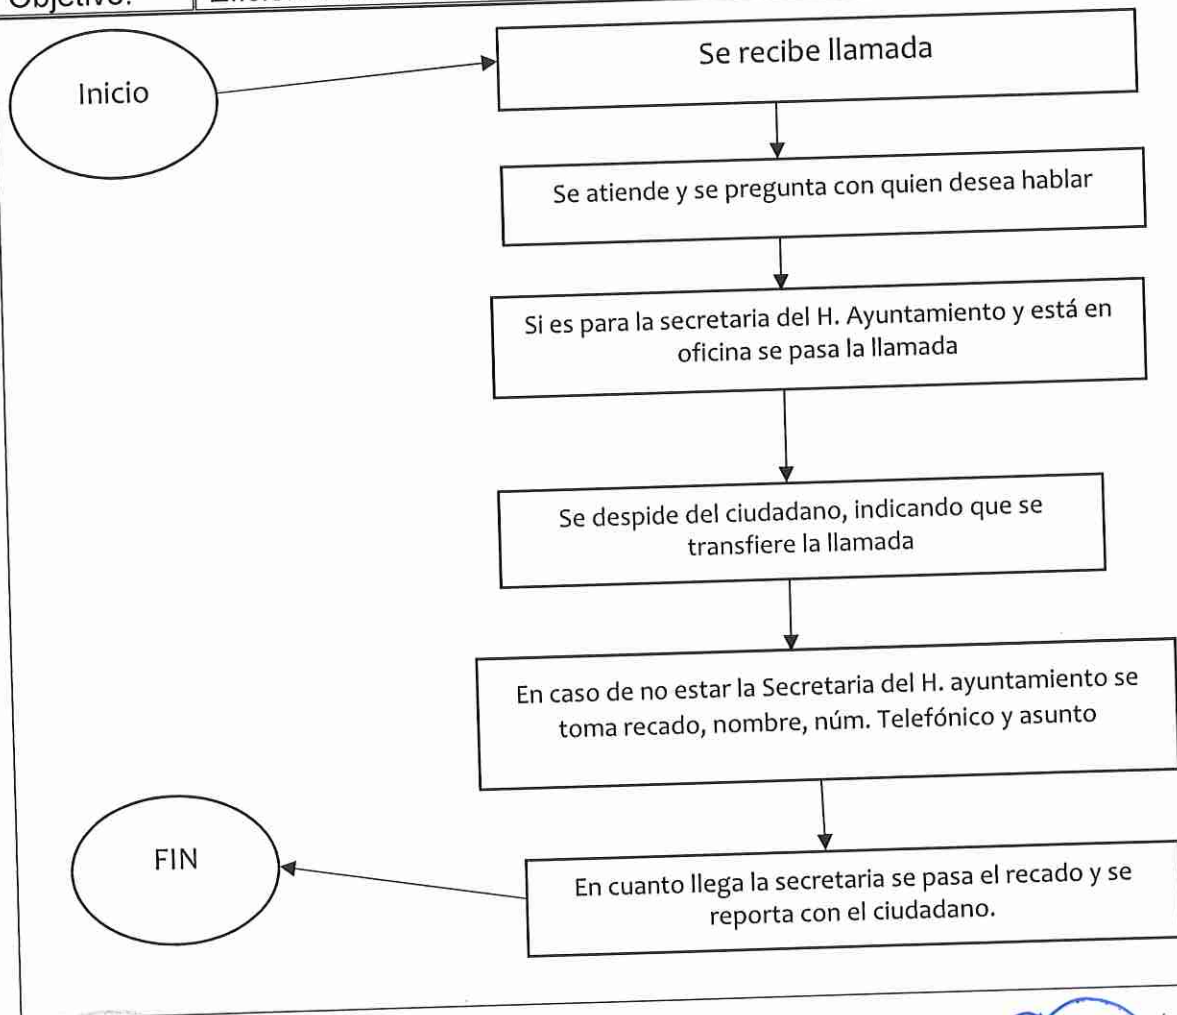 Objetivo:
Inicio
Se recibe llamada
Se atiende y se pregunta con quien desea hablar
Si es para la secretaria del H. Ayuntamiento y está en
oficina se pasa la llamada
Se despide del ciudadano, indicando que se
transfiere la llamada
En caso de no estar la Secretaria del H. ayuntamiento se
toma recado, nombre, núm. Telefónico y asunto
En cuanto llega la secretaria se pasa el recado y se
reporta con el ciudadano.
FIN